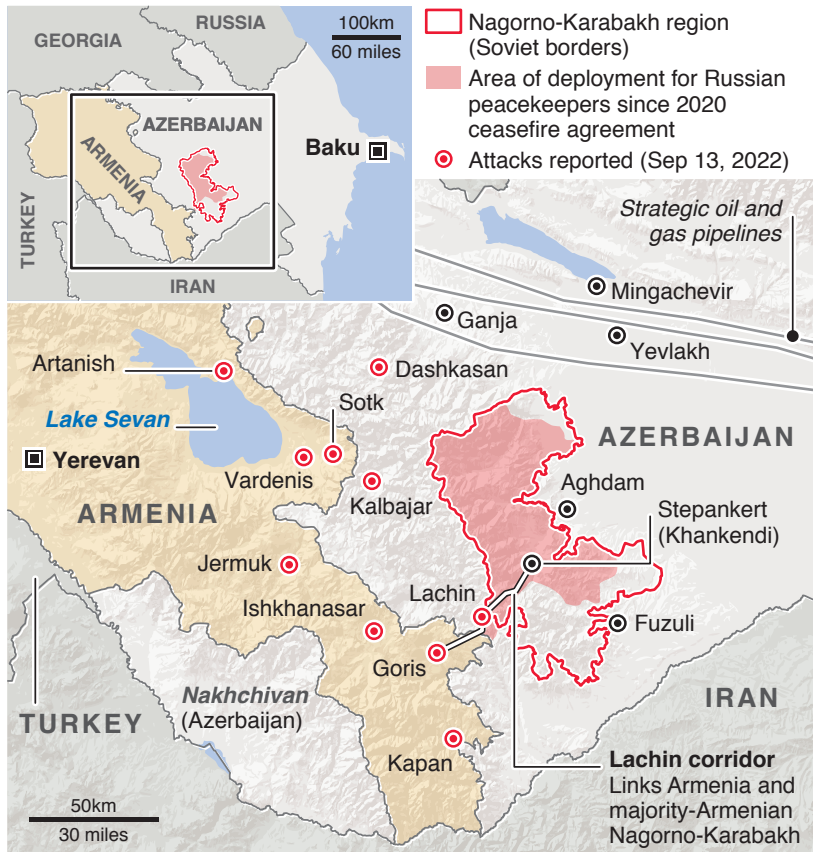 GEORGIA
RUSSIA
100km
60 miles
AZERBAIJAN
Baku
ARMENIA
TURKEY
IRAN
Nagorno-Karabakh region
(Soviet borders)
Area of deployment for Russian
peacekeepers since 2020
ceasefire agreement
Attacks reported (Sep 13, 2022)
Strategic oil and
gas pipelines
Mingachevir
Ganja
Yevlakh
Artanish
Dashkasan
Lake Sevan
Sotk
Yerevan
AZERBAIJAN
Vardenis
Kalbajar
Aghdam
ARMENIA
Stepankert
(Khankendi)
Jermuk
Lachin
Ishkhanasar
Fuzuli
Goris
Nakhchivan
(Azerbaijan)
IRAN
TURKEY
Kapan
Lachin corridor
Links Armenia and
majority-Armenian
Nagorno-Karabakh
50km
30 miles